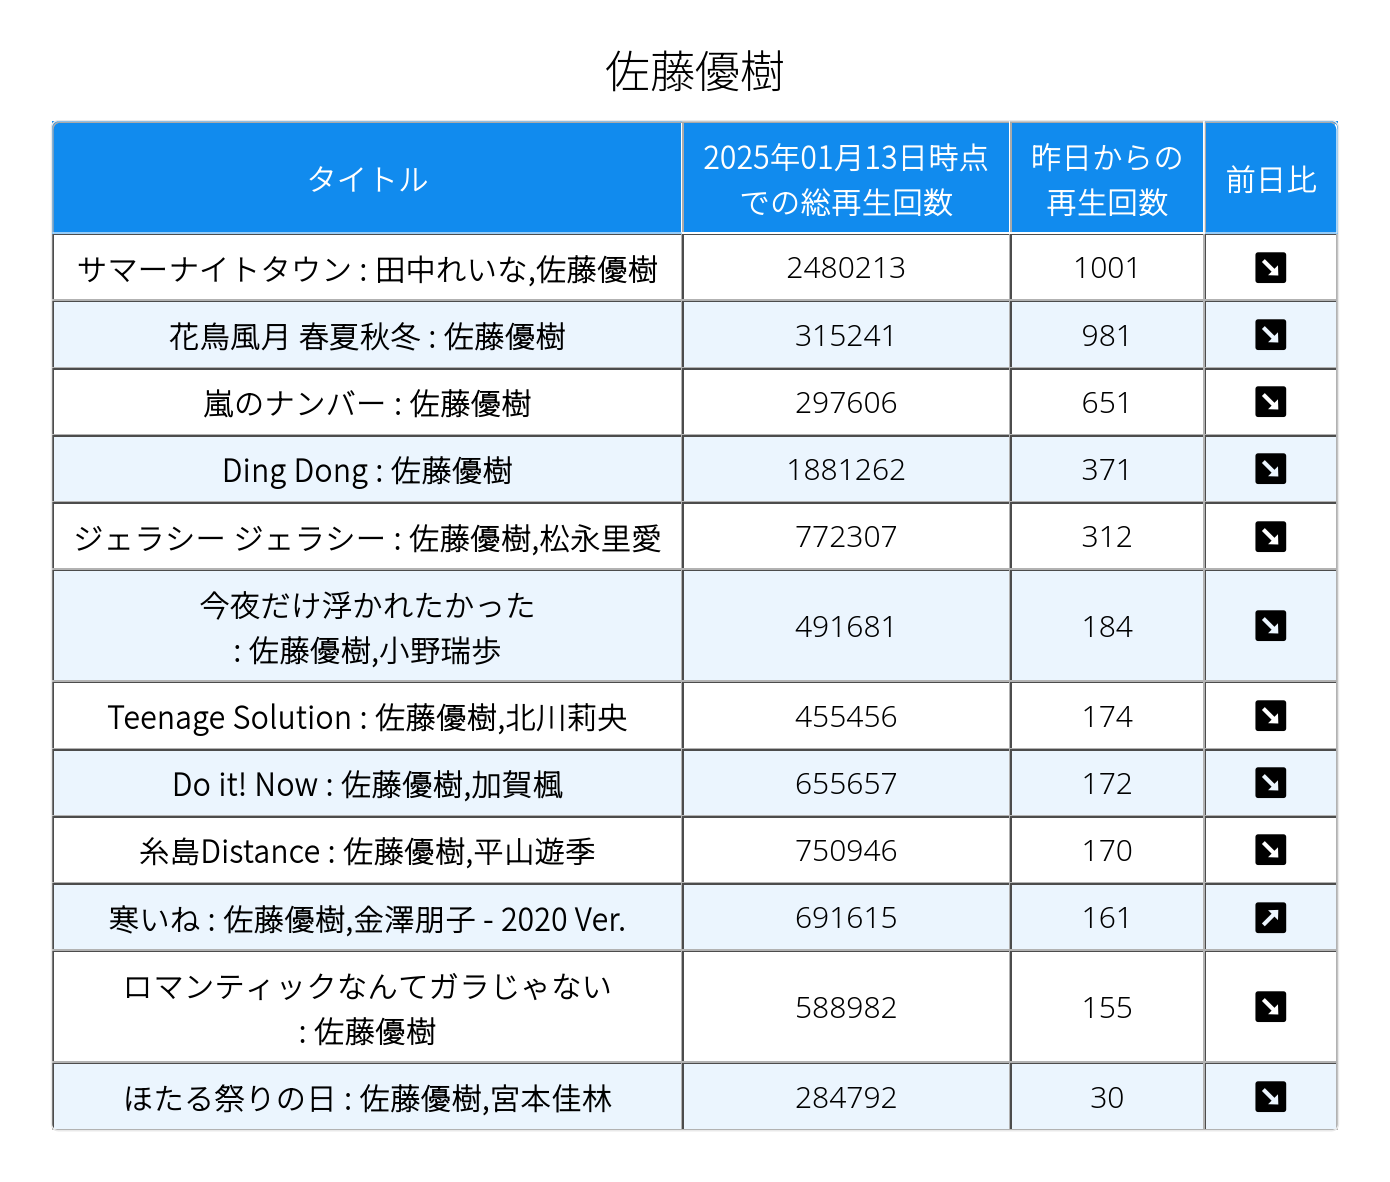 佐藤優樹
タイトル
2025年01月13日時点
での総再生回数
昨日からの
再生回数
前日比
サマーナイトタウン : 田中れいな,佐藤優樹 2480213 1001 ↘
花鳥風月 春夏秋冬 : 佐藤優樹 315241 981 ↘
嵐のナンバー : 佐藤優樹 297606 651 ↘
Ding Dong : 佐藤優樹 1881262 371 ↘
ジェラシー ジェラシー : 佐藤優樹,松永里愛 772307 312 ↘
今夜だけ浮かれたかった
: 佐藤優樹,小野瑞歩 491681 184 ↘
Teenage Solution : 佐藤優樹,北川莉央 455456 174 ↘
Do it! Now : 佐藤優樹,加賀楓 655657 172 ↘
糸島Distance : 佐藤優樹,平山遊季 750946 170 ↘
寒いね : 佐藤優樹,金澤朋子 - 2020 Ver. 691615 161 ↗
ロマンティックなんてガラじゃない
: 佐藤優樹 588982 155 ↘
ほたる祭りの日 : 佐藤優樹,宮本佳林 284792 30 ↘